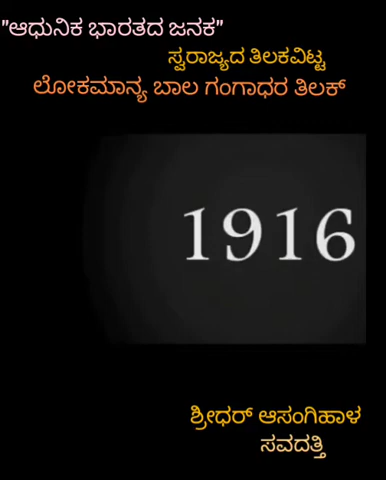 "ಆಧುನಿಕ ಭಾರತದ ಜನಕ"
ಸ್ವರಾಜ್ಯದ ತಿಲಕವಿಟ್ಟ
ಲೋಕಮಾನ್ಯ ಬಾಲ ಗಂಗಾಧರ ತಿಲಕ್
1916
ಶ್ರೀಧರ್ ಆಸಂಗಿಹಾಳ
ಸವದತ್ತಿ